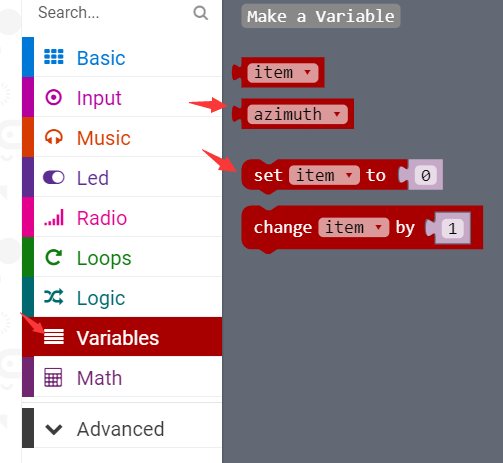 Search...
Basic
Input
Music
Led
Radio
Loops
Logic
Variables
Math
Advanced
Make a Variable
item
azimuth
set item to 0
change item by 1